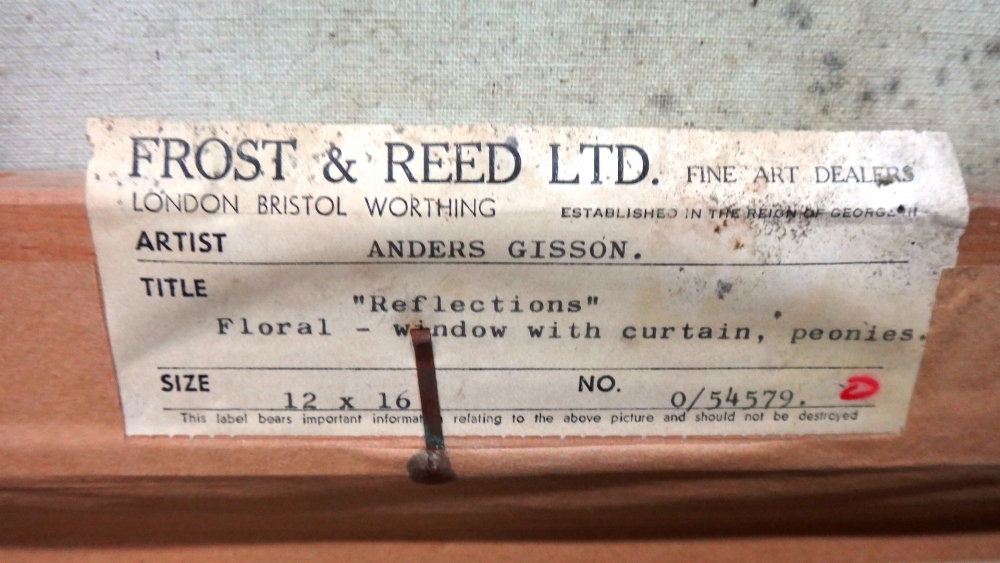 FROST & REED LTD. FINE ART DEALERS
LONDON BRISTOL WORTHING ESTABLISHED IN THE REIGN OF GEORGE III
ARTIST ANDERS GISSON.
TITLE
"Reflections"
Floral - window with curtain, peonies.
SIZE 12 x 16 NO. 0/54579. D
This label bears important information relating to the above picture and should not be destroyed